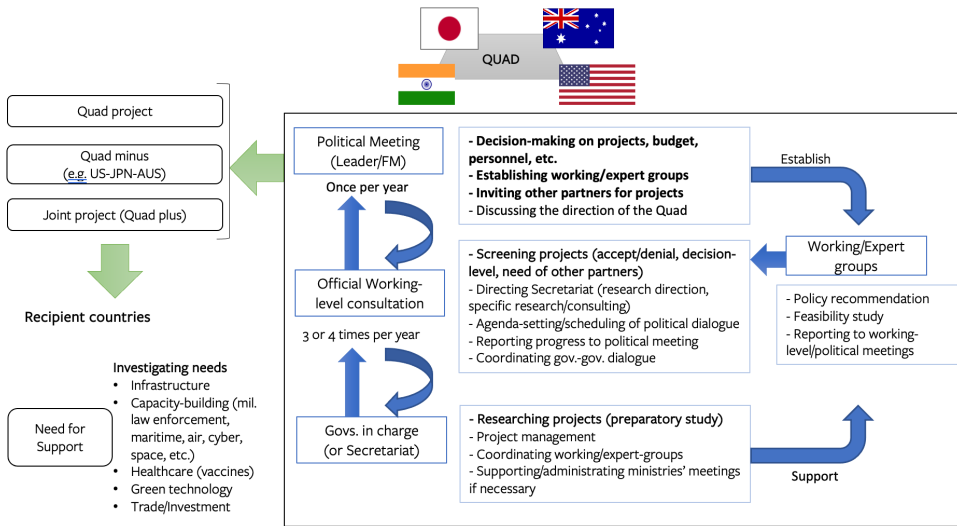 QUAD
Quad project
Quad minus
(e.g. US-JPN-AUS)
Joint project (Quad plus)
Recipient countries
Need for
Support
Investigating needs
• Infrastructure
• Capacity-building (mil.
law enforcement,
maritime, air, cyber,
space, etc.)
• Healthcare (vaccines)
• Green technology
• Trade/Investment
Political Meeting
(Leader/FM)
Once per year
Official Working-
level consultation
3 or 4 times per year
Govs. in charge
(or Secretariat)
- Decision-making on projects, budget,
personnel, etc.
- Establishing working/expert groups
- Inviting other partners for projects
- Discussing the direction of the Quad
- Screening projects (accept/denial, decision-
level, need of other partners)
- Directing Secretariat (research direction,
specific research/consulting)
- Agenda-setting/scheduling of political dialogue
- Reporting progress to political meeting
- Coordinating gov.-gov. dialogue
- Researching projects (preparatory study)
- Project management
- Coordinating working/expert-groups
- Supporting/administrating ministries' meetings
if necessary
Establish
Working/Expert
groups
- Policy recommendation
- Feasibility study
- Reporting to working-
level/political meetings
Support